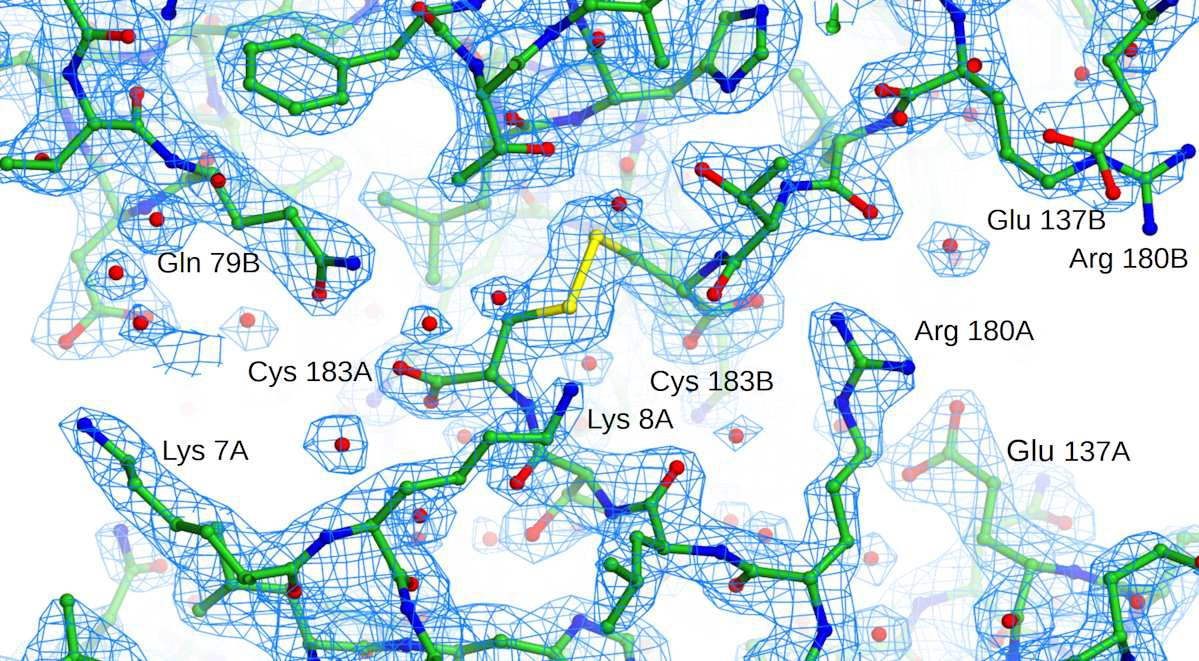 Glu 137B
Gln 79B
Arg 180B
Arg 180A
Cys 183A
Cys 183B
Lys 8A
Lys 7A
Glu 137A